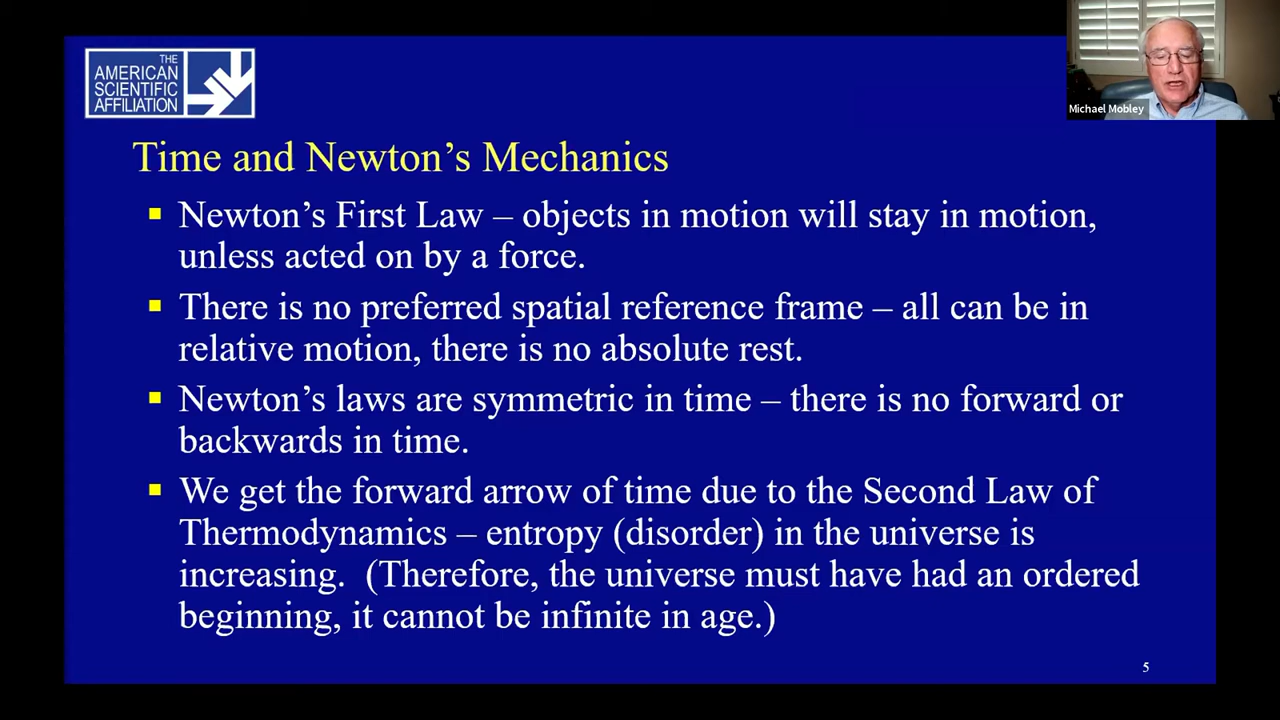 THE
AMERICAN
SCIENTIFIC
AFFILIATION
Michael Mobley
Time and Newton’s Mechanics
▪ Newton’s First Law – objects in motion will stay in motion,
unless acted on by a force.
▪ There is no preferred spatial reference frame – all can be in
relative motion, there is no absolute rest.
▪ Newton’s laws are symmetric in time – there is no forward or
backwards in time.
▪ We get the forward arrow of time due to the Second Law of
Thermodynamics – entropy (disorder) in the universe is
increasing.  (Therefore, the universe must have had an ordered
beginning, it cannot be infinite in age.)
5